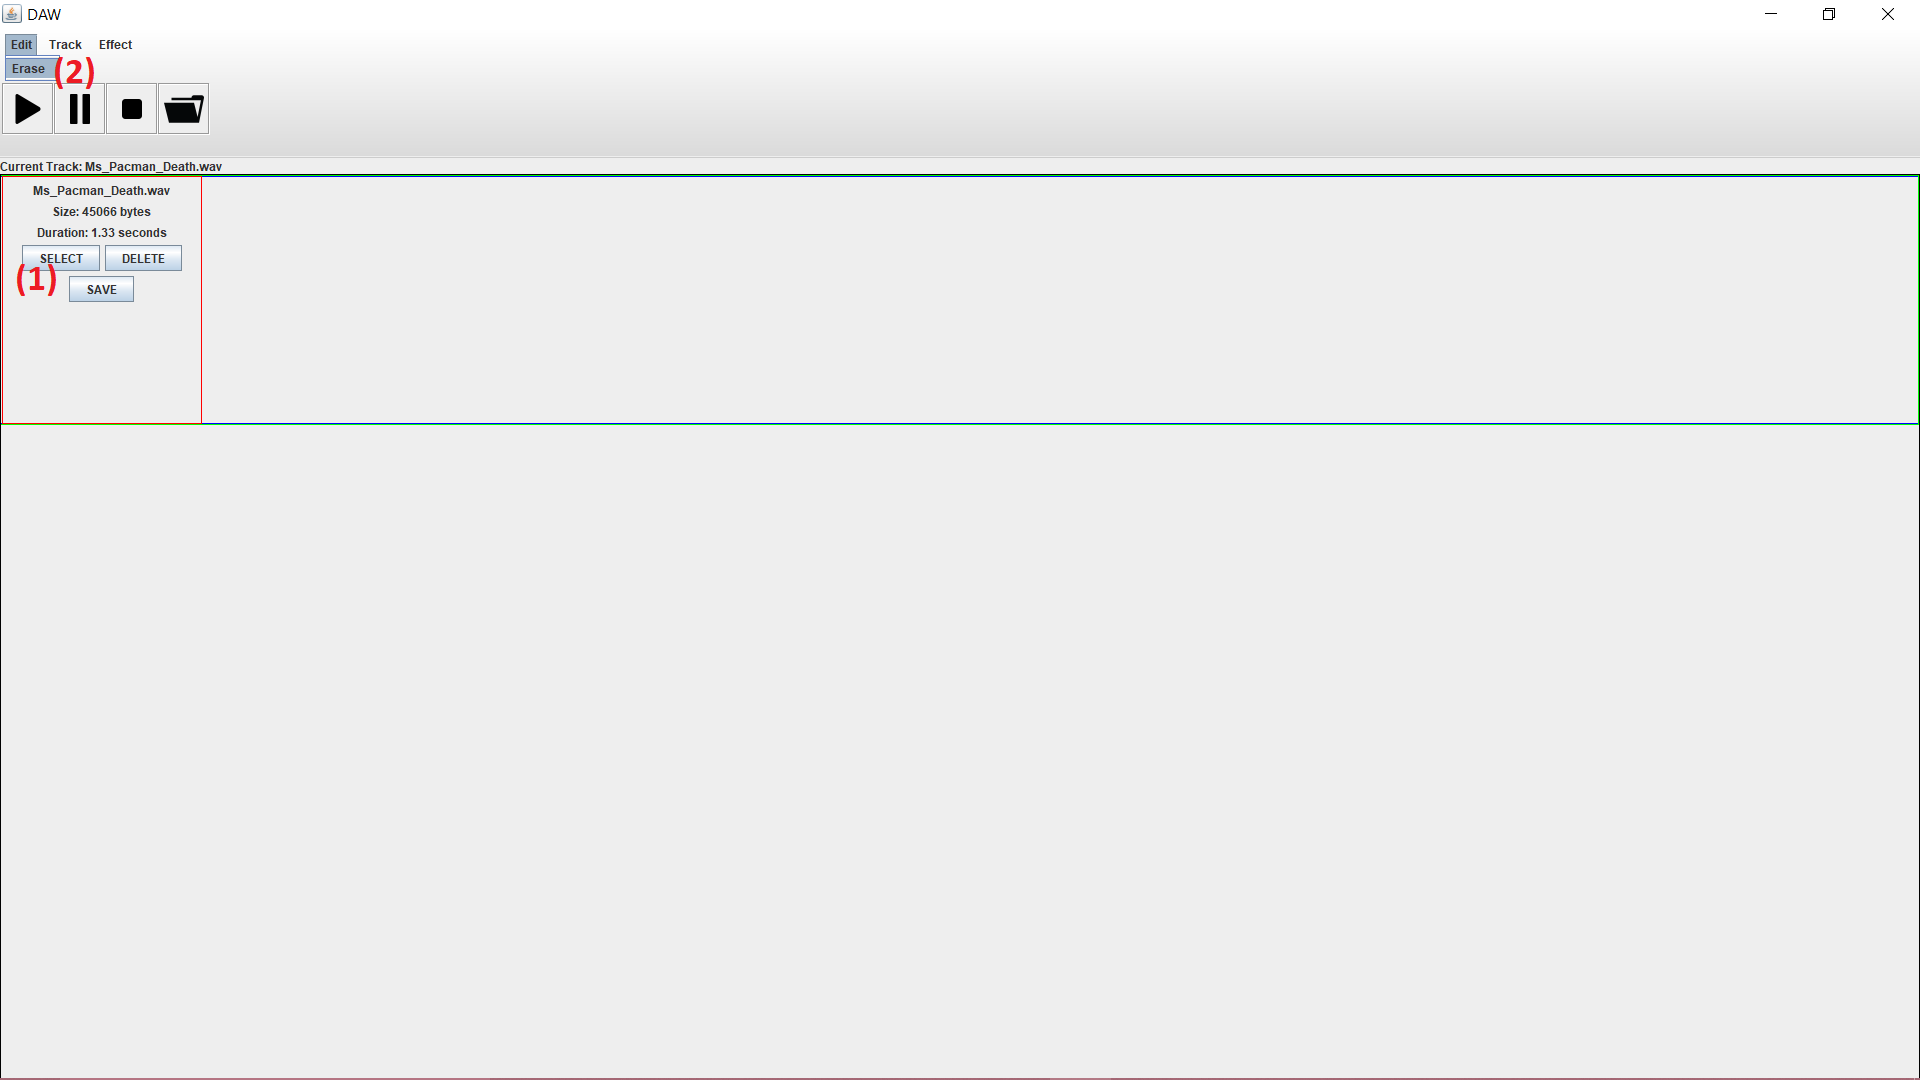 DAW
Edit Track Effect
Erase (2)
Current Track: Ms_Pacman_Death.wav
Ms_Pacman_Death.wav
Size: 45066 bytes
Duration: 1.33 seconds
SELECT DELETE
(1) SAVE